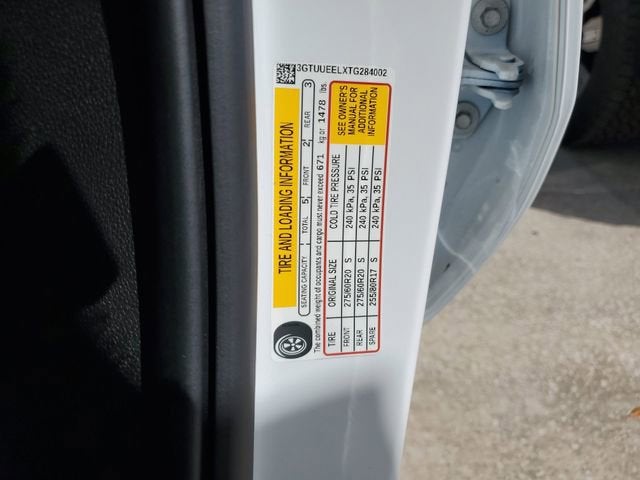 3GTUUEELXTG284002
TIRE AND LOADING INFORMATION
SEATING CAPACITY TOTAL 5 FRONT 2 REAR 3
The combined weight of occupants and cargo must never exceed 671 kg or 1478 lbs
TIRE ORIGINAL SIZE COLD TIRE PRESSURE
FRONT 275/60R20 S 240 kPa, 35 PSI
REAR 275/60R20 S 240 kPa, 35 PSI
SPARE 255/80R17 S 240 kPa, 35 PSI
SEE OWNER'S
MANUAL FOR
ADDITIONAL
INFORMATION